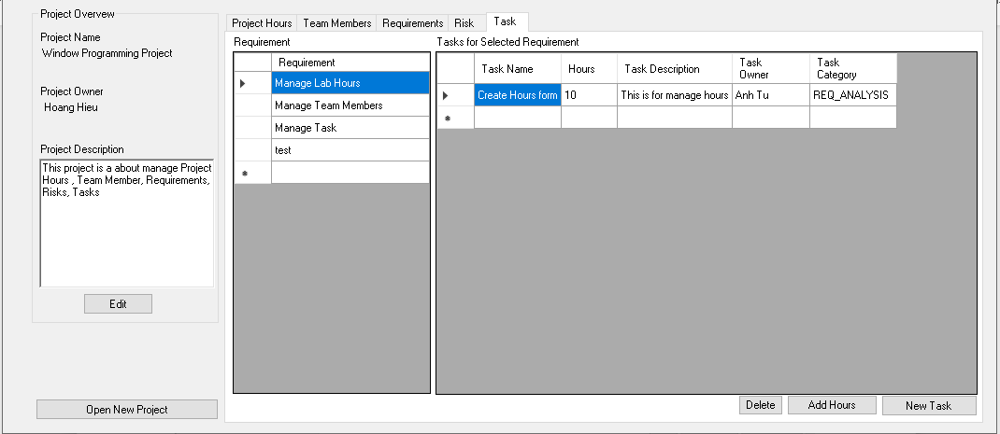 Project Overvew
Project Name
Window Programming Project
Project Owner
Hoang Hieu
Project Description
This project is a about manage Project
Hours , Team Member, Requirements,
Risks, Tasks
Edit
Open New Project
Project Hours Team Members Requirements Risk Task
Requirement
Requirement
Manage Lab Hours
Manage Team Members
Manage Task
test
Tasks for Selected Requirement
Task Name Hours Task Description Task Owner Task Category
Create Hours form 10 This is for manage hours Anh Tu REQ_ANALYSIS
Delete Add Hours New Task